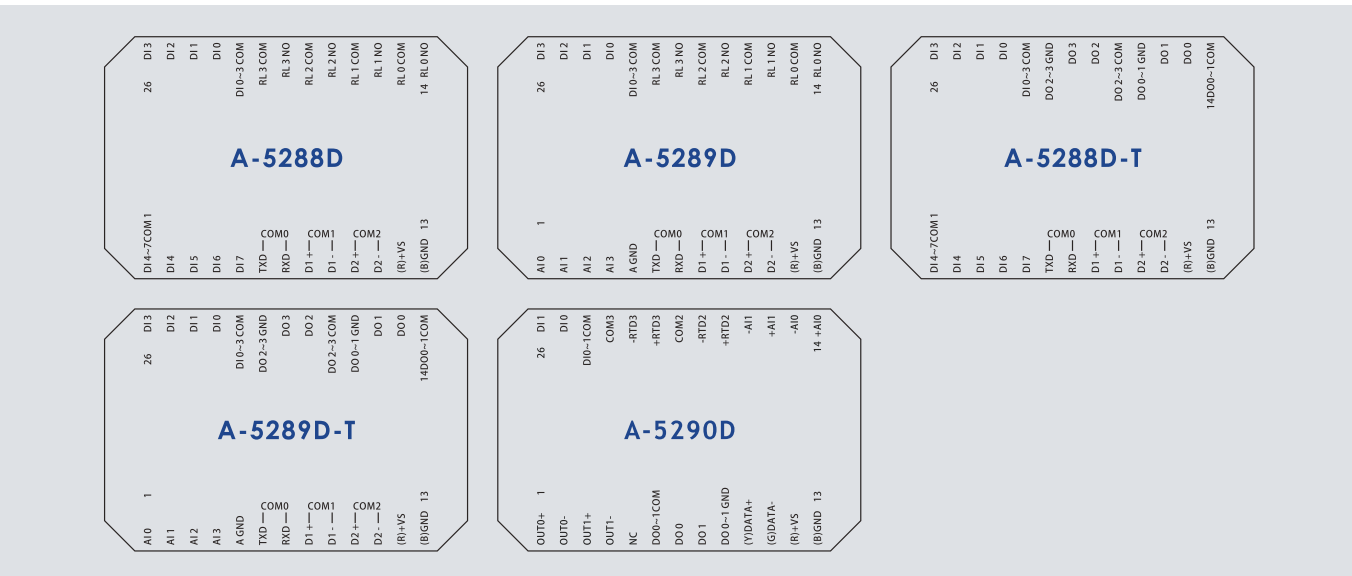 DI 3 DI 2 DI 1 DI 0 DI 0~3 COM RL 3 COM RL 3 NO RL 2 COM RL 2 NO RL 1 COM RL 1 NO RL 0 COM RL 0 NO
26 14
A-5288D
1 COM0 COM1 COM2 13
DI 4~7COM DI 4 DI 5 DI 6 DI 7 TXD RXD D1+ D1- D2+ D2- (R)+VS (B)GND
DI 3 DI 2 DI 1 DI 0 DI 0~3 COM RL 3 COM RL 3 NO RL 2 COM RL 2 NO RL 1 COM RL 1 NO RL 0 COM RL 0 NO
26 14
A-5289D
1 COM0 COM1 COM2 13
AI 0 AI 1 AI 2 AI 3 A GND TXD RXD D1+ D1- D2+ D2- (R)+VS (B)GND
DI 3 DI 2 DI 1 DI 0 DI 0~3 COM DO 2~3 GND DO 3 DO 2 DO 2~3 COM DO 0~1 GND DO 1 DO 0 DO0~1COM
26 14
A-5288D-T
1 COM0 COM1 COM2 13
DI 4~7COM DI 4 DI 5 DI 6 DI 7 TXD RXD D1+ D1- D2+ D2- (R)+VS (B)GND
DI 3 DI 2 DI 1 DI 0 DI 0~3 COM DO 2~3 GND DO 3 DO 2 DO 2~3 COM DO 0~1 GND DO 1 DO 0 DO0~1COM
26 14
A-5289D-T
1 COM0 COM1 COM2 13
AI 0 AI 1 AI 2 AI 3 A GND TXD RXD D1+ D1- D2+ D2- (R)+VS (B)GND
DI 1 DI 0 DI0~1COM COM3 -RTD3 +RTD3 COM2 -RTD2 +RTD2 -AI1 +AI1 -AI0 +AI0
26 14
A-5290D
1 13
OUT0+ OUT0- OUT1+ OUT1- NC DO0~1COM DO 0 DO 1 DO 0~1 GND (Y)DATA+ (G)DATA- (R)+VS (B)GND